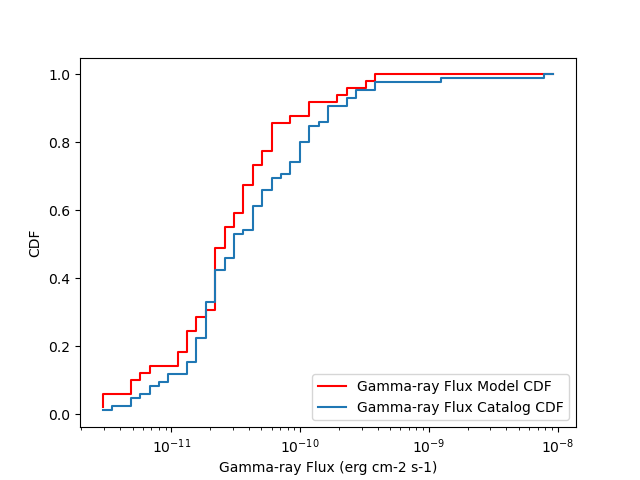 1.0
0.8
0.6
0.4
0.2
0.0
CDF
10⁻¹¹ 10⁻¹⁰ 10⁻⁹ 10⁻⁸
Gamma-ray Flux (erg cm-2 s-1)
Gamma-ray Flux Model CDF
Gamma-ray Flux Catalog CDF